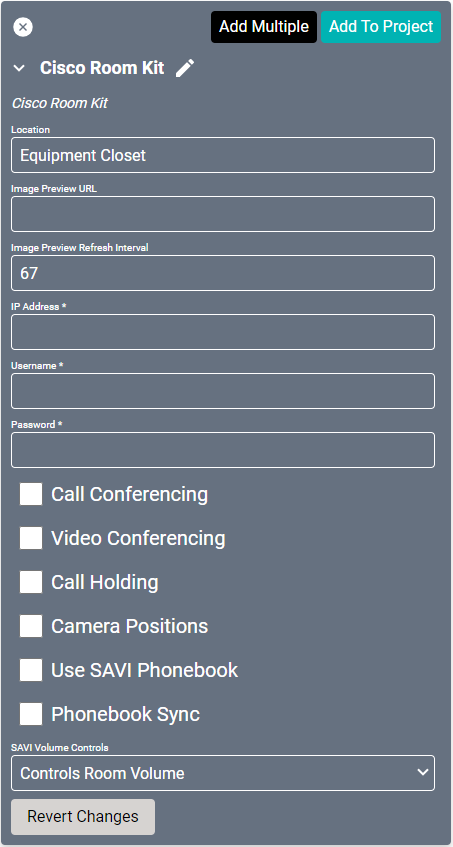 Add Multiple
Add To Project
Cisco Room Kit
Cisco Room Kit
Location
Equipment Closet
Image Preview URL
Image Preview Refresh Interval
67
IP Address *
Username *
Password *
Call Conferencing
Video Conferencing
Call Holding
Camera Positions
Use SAVI Phonebook
Phonebook Sync
SAVI Volume Controls
Controls Room Volume
Revert Changes